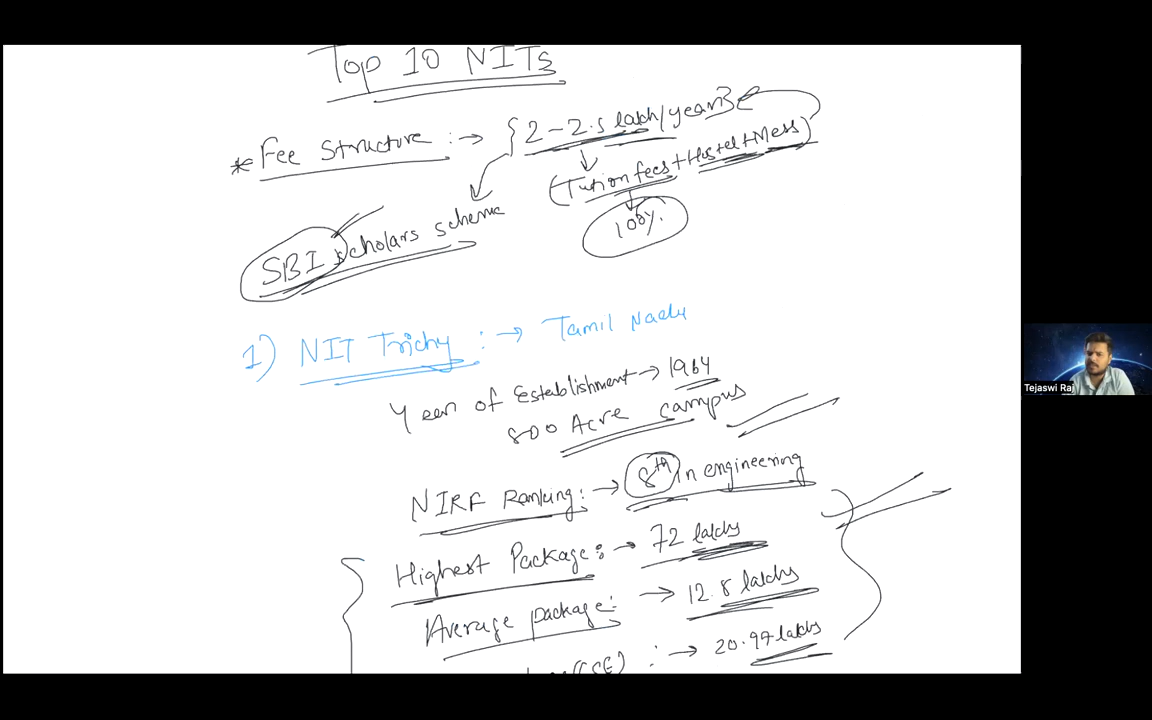 Top 10 NITs
* Fee Structure :→ {2-2.5 lakh/year}
(Tution fees + Hostel + Mess)
100%
SBI scholars scheme
1) NIT Trichy :→ Tamil Nadu
Year of Establishment → 1964
800 Acre campus
NIRF Ranking: → 8th in engineering
Highest Package: → 72 lakhs
Average package: → 12.8 lakhs
(CSE) : → 20.97 lakhs
Tejaswi Raj